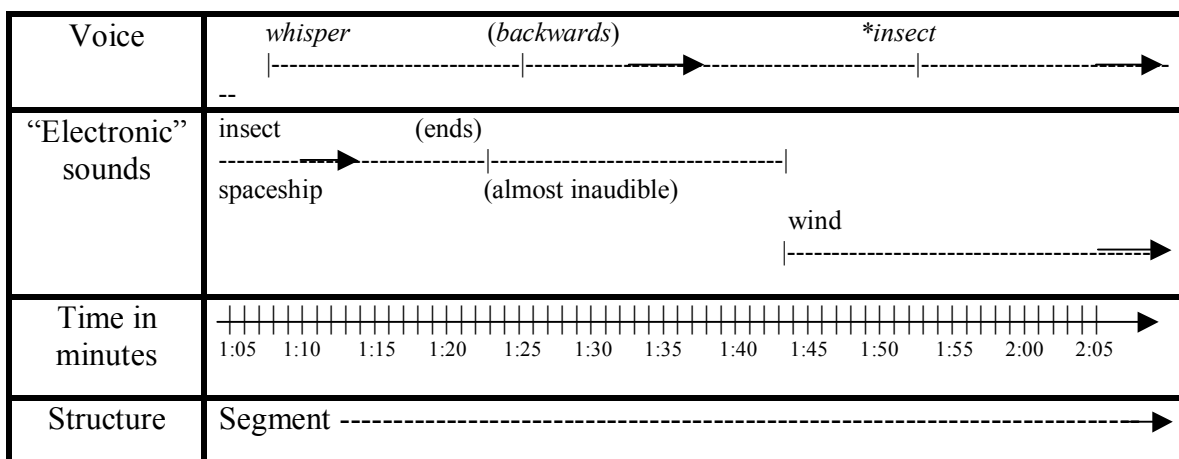 Voice
whisper (backwards) *insect
|-----------------------------|---------------------------------------------|-----------------------------
--
“Electronic”
sounds
insect (ends)
------------------------------|----------------------------------|
spaceship (almost inaudible)
wind
|------------------------------------------
Time in
minutes
1:05 1:10 1:15 1:20 1:25 1:30 1:35 1:40 1:45 1:50 1:55 2:00 2:05
Structure
Segment ------------------------------------------------------------------------------------------